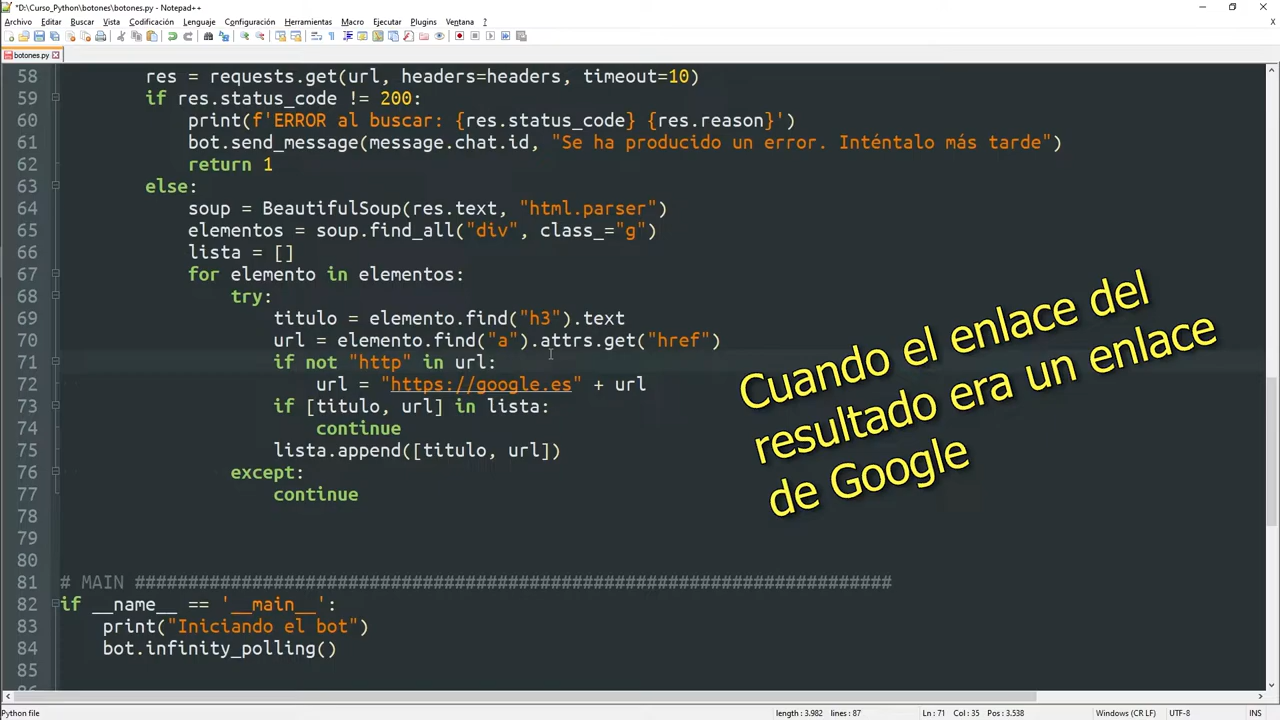 *D:\Curso_Python\botones\botones.py - Notepad++
Archivo Editar Buscar Vista Codificación Lenguaje Configuración Herramientas Macro Ejecutar Plugins Ventana ?
botones.py
58 res = requests.get(url, headers=headers, timeout=10)
59 if res.status_code != 200:
60 print(f'ERROR al buscar: {res.status_code} {res.reason}')
61 bot.send_message(message.chat.id, "Se ha producido un error. Inténtalo más tarde")
62 return 1
63 else:
64 soup = BeautifulSoup(res.text, "html.parser")
65 elementos = soup.find_all("div", class_="g")
66 lista = []
67 for elemento in elementos:
68 try:
69 titulo = elemento.find("h3").text
70 url = elemento.find("a").attrs.get("href")
71 if not "http" in url:
72 url = "https://google.es" + url
73 if [titulo, url] in lista:
74 continue
75 lista.append([titulo, url])
76 except:
77 continue
78
79
80
81 # MAIN #######################################################################
82 if __name__ == '__main__':
83 print("Iniciando el bot")
84 bot.infinity_polling()
85
Cuando el enlace del
resultado era un enlace
de Google
Python file length : 3.982 lines : 87 Ln : 71 Col : 35 Pos : 3.538 Windows (CR LF) UTF-8 INS